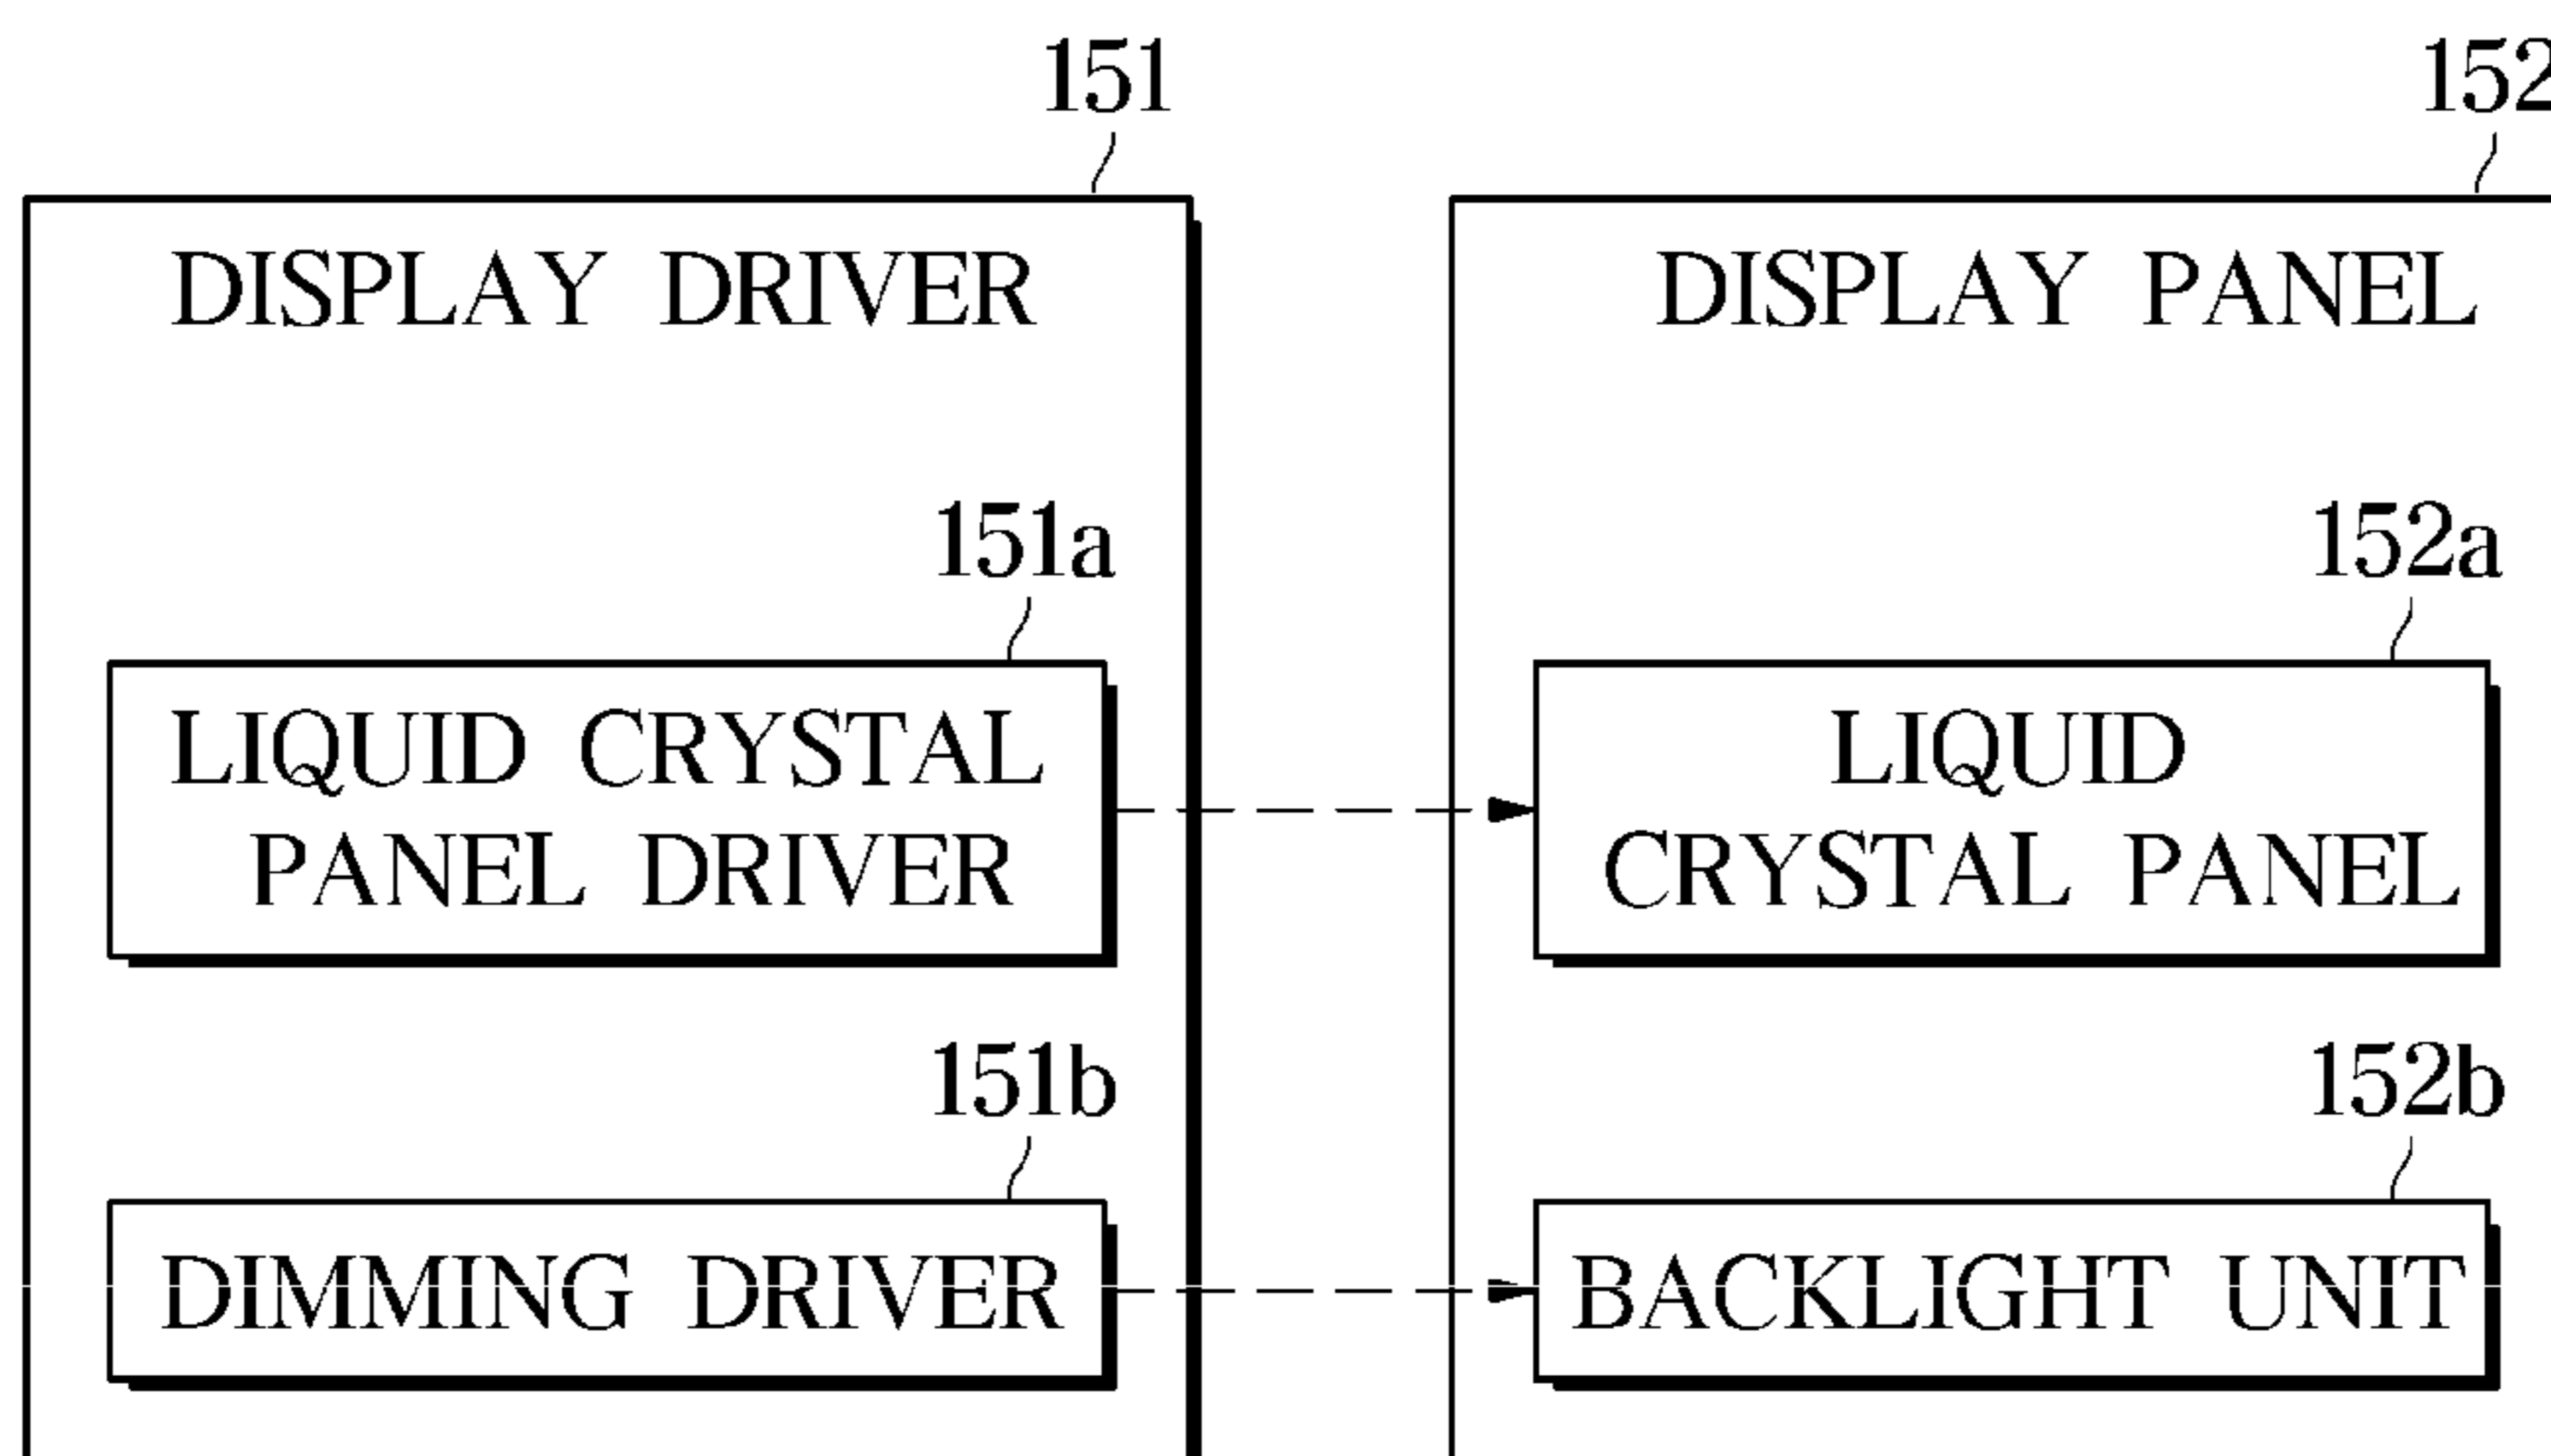 151
152
DISPLAY DRIVER
DISPLAY PANEL
151a
152a
LIQUID CRYSTAL
PANEL DRIVER
LIQUID
CRYSTAL PANEL
151b
152b
DIMMING DRIVER
BACKLIGHT UNIT